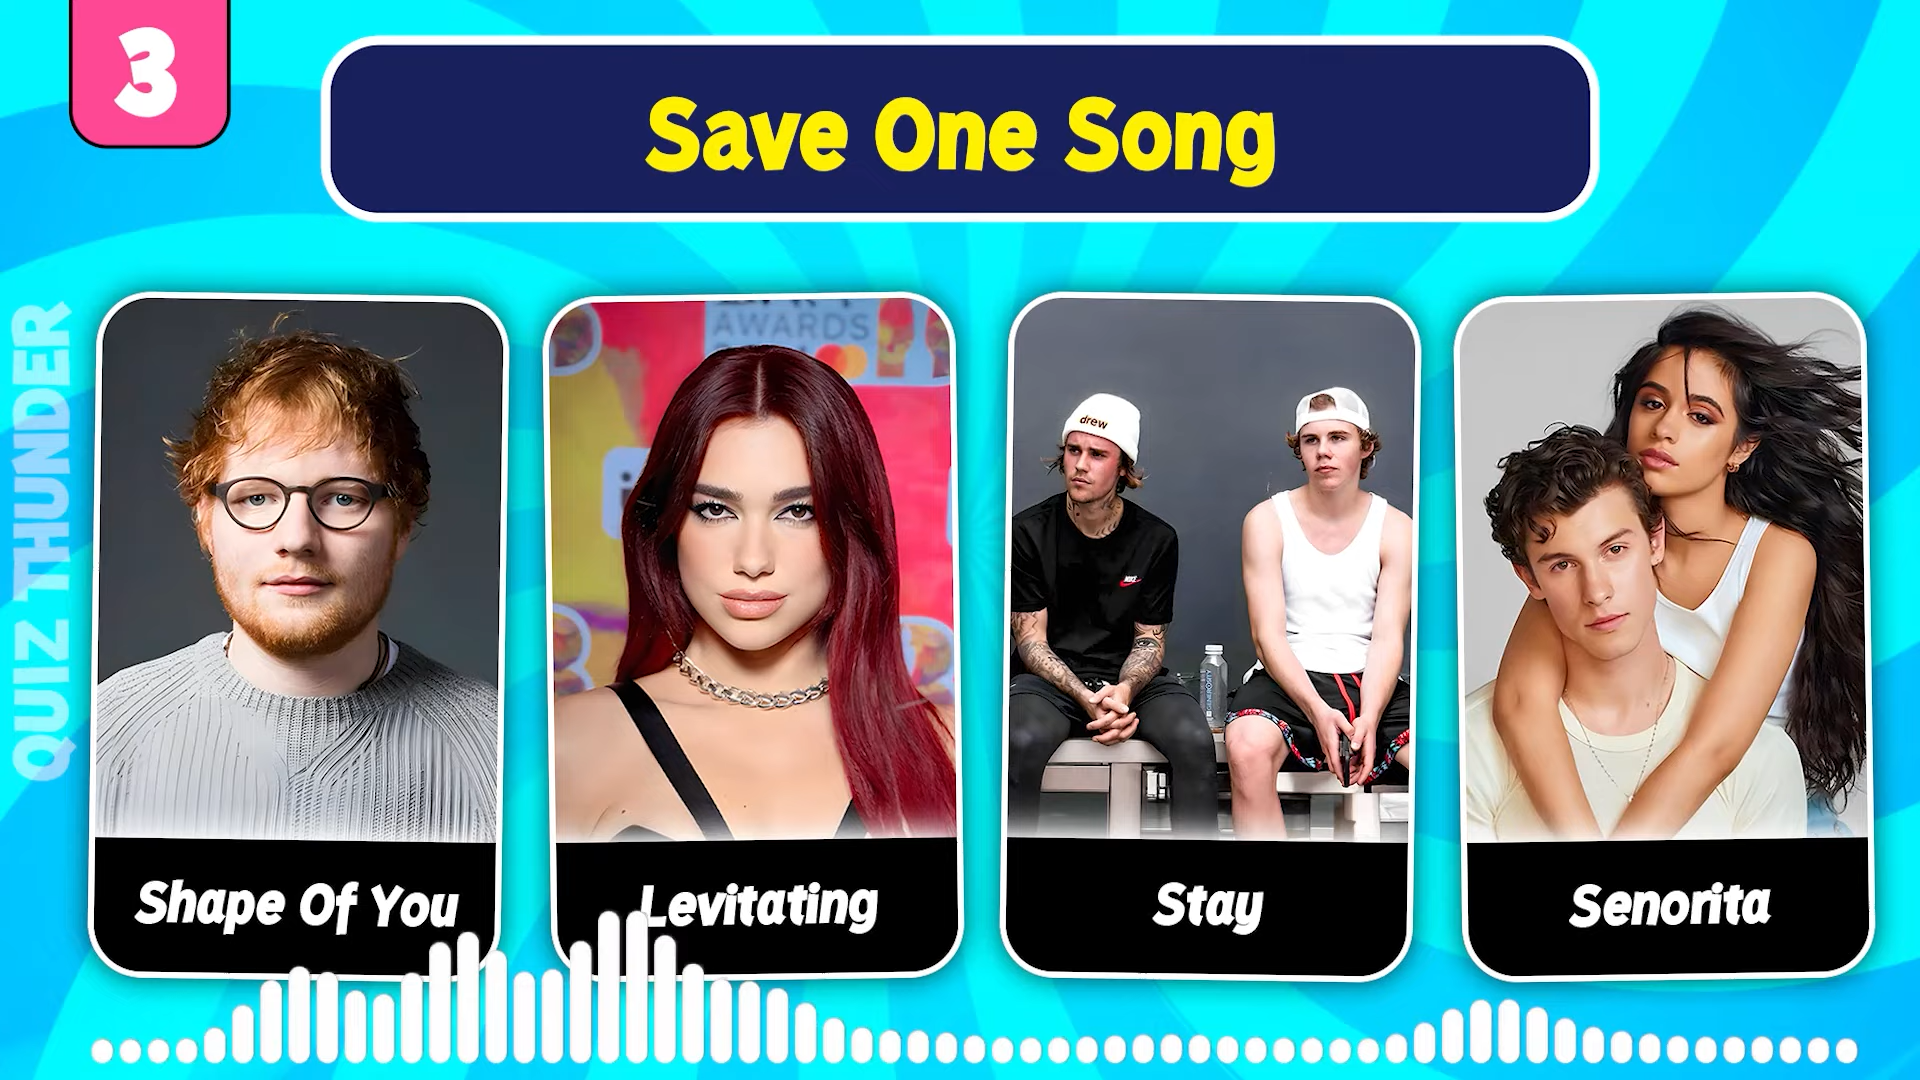 3
Save One Song
QUIZ THUNDER
AWARDS
drew
Shape Of You
Levitating
Stay
Senorita